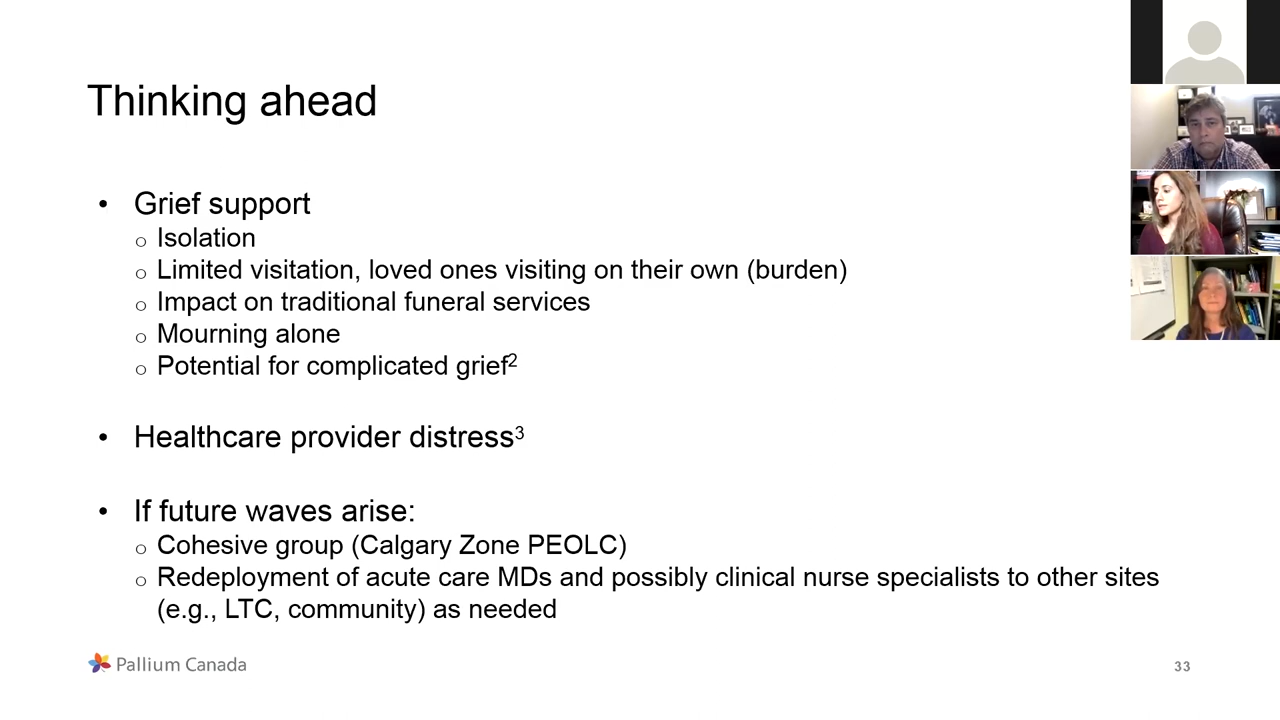 Thinking ahead
• Grief support
o Isolation
o Limited visitation, loved ones visiting on their own (burden)
o Impact on traditional funeral services
o Mourning alone
o Potential for complicated grief²
• Healthcare provider distress³
• If future waves arise:
o Cohesive group (Calgary Zone PEOLC)
o Redeployment of acute care MDs and possibly clinical nurse specialists to other sites
(e.g., LTC, community) as needed
Pallium Canada
33